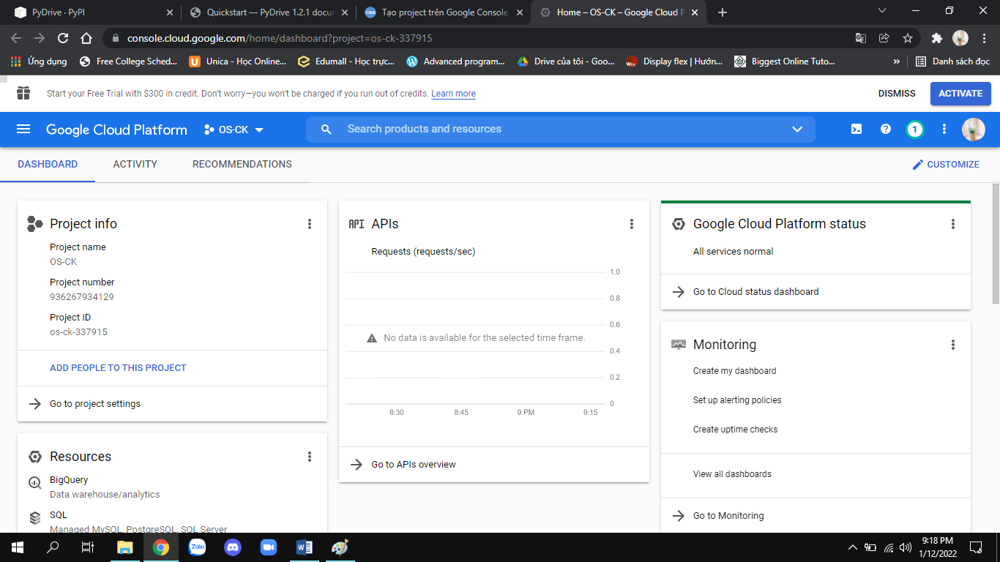 PyDrive · PyPI
Quickstart — PyDrive 1.2.1 docum
Tạo project trên Google Console,
Home – OS-CK – Google Cloud P
console.cloud.google.com/home/dashboard?project=os-ck-337915
Ứng dụng
Free College Sched...
Unica - Học Online...
Edumall - Học trực...
Advanced program...
Drive của tôi - Goo...
Display flex | Hướn...
Biggest Online Tuto...
»
Danh sách đọc
Start your Free Trial with $300 in credit. Don't worry—you won't be charged if you run out of credits. Learn more
DISMISS
ACTIVATE
Google Cloud Platform
OS-CK
Search products and resources
1
DASHBOARD
ACTIVITY
RECOMMENDATIONS
CUSTOMIZE
Project info
Project name
OS-CK
Project number
936267934129
Project ID
os-ck-337915
ADD PEOPLE TO THIS PROJECT
Go to project settings
Resources
BigQuery
Data warehouse/analytics
SQL
Managed MySQL, PostgreSQL, SQL Server
API APIs
Requests (requests/sec)
1.0
0.8
0.6
No data is available for the selected time frame.
0.4
0.2
0
8:30 8:45 9 PM 9:15
Go to APIs overview
Google Cloud Platform status
All services normal
Go to Cloud status dashboard
Monitoring
Create my dashboard
Set up alerting policies
Create uptime checks
View all dashboards
Go to Monitoring
Zalo
9:18 PM
1/12/2022